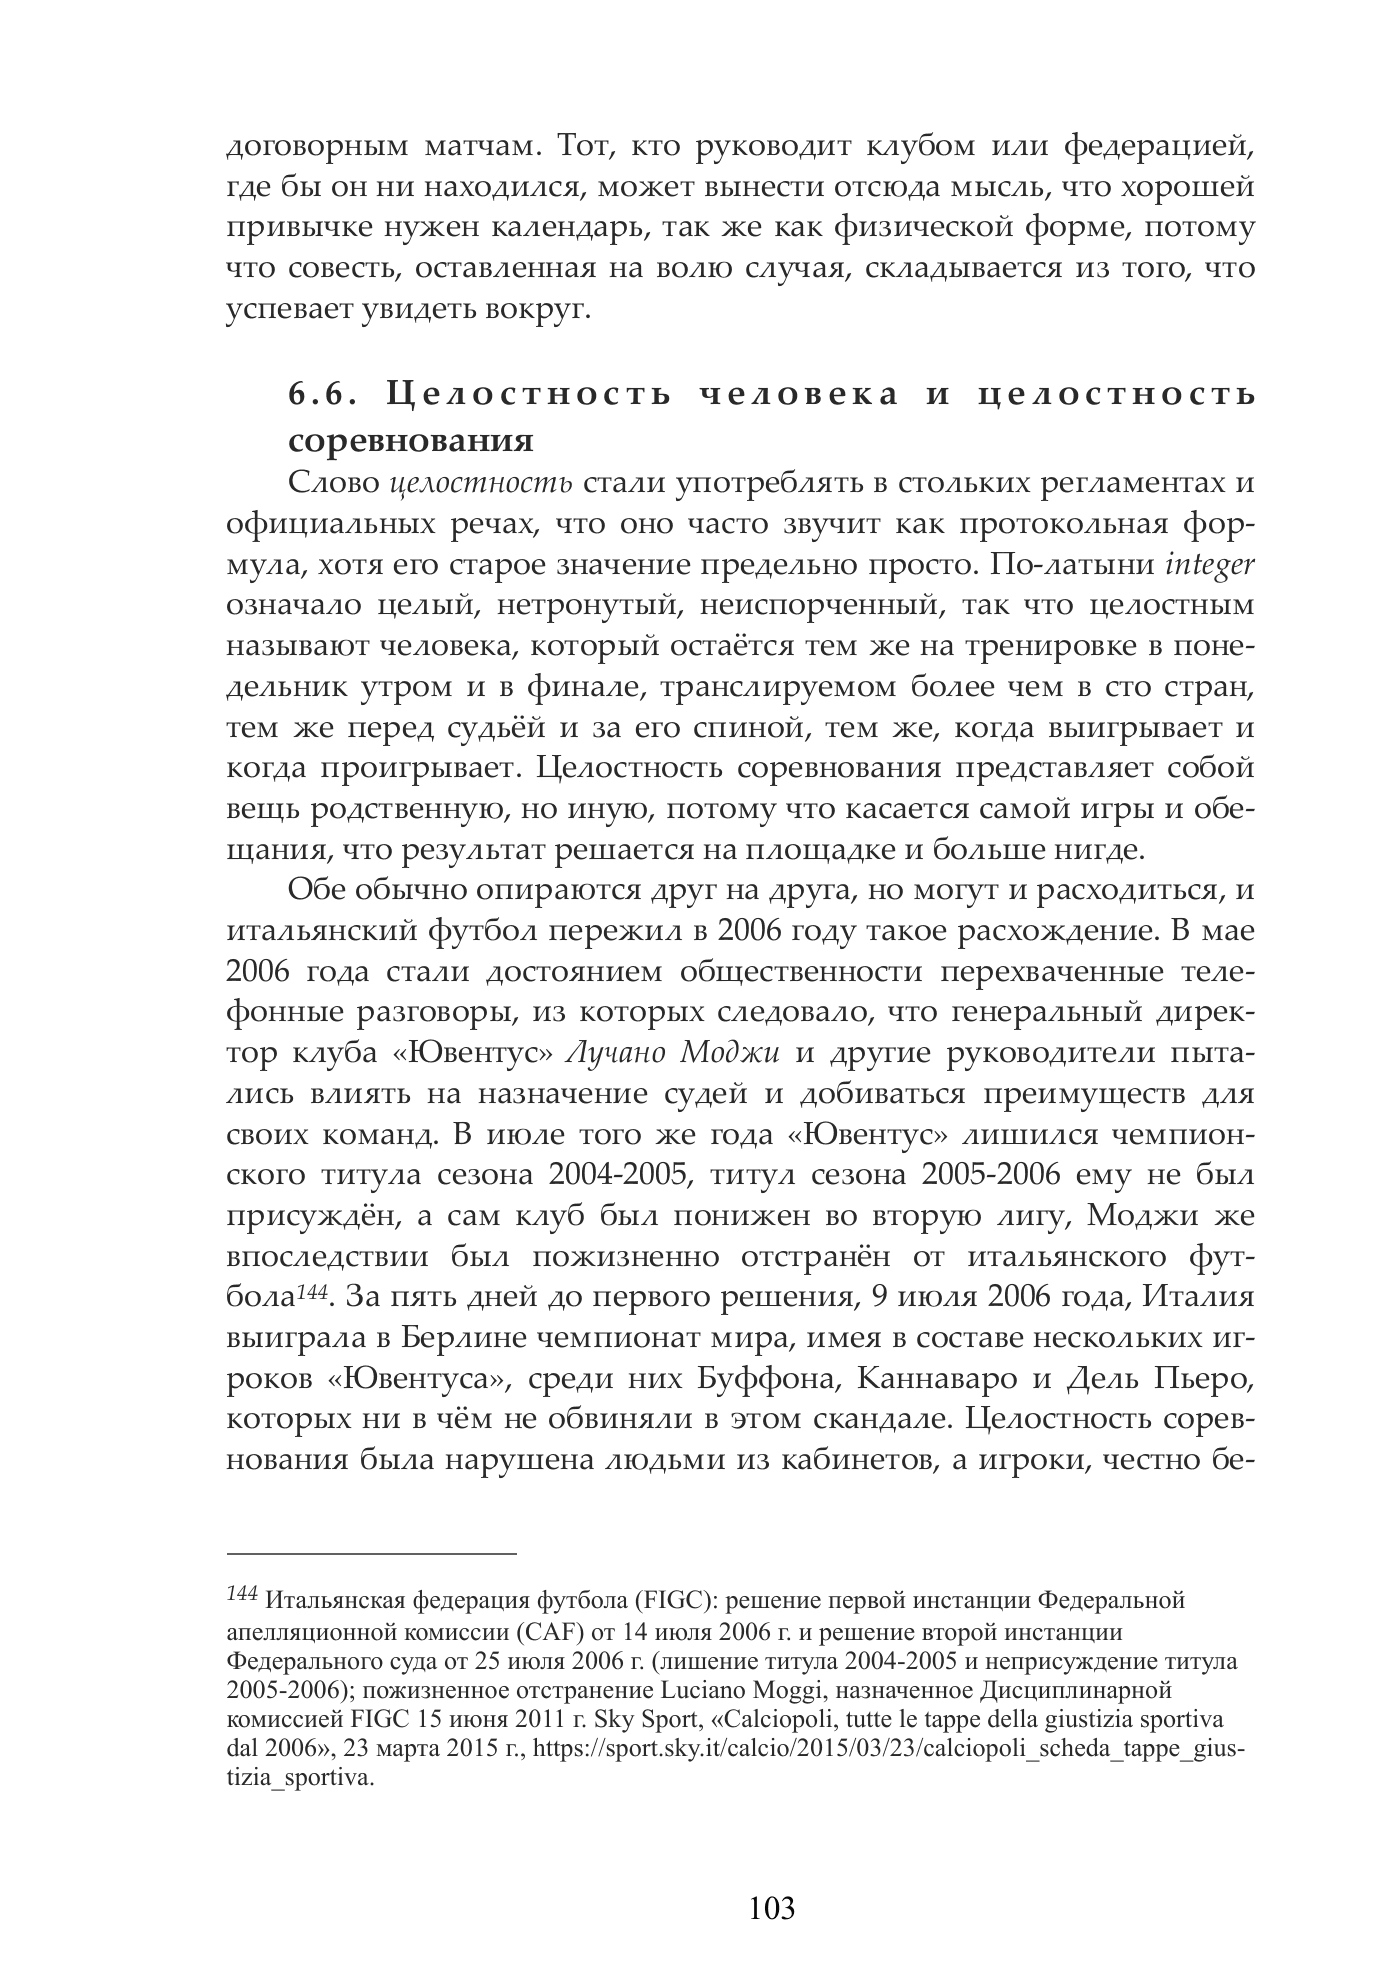 договорным матчам. Тот, кто руководит клубом или федерацией,
где бы он ни находился, может вынести отсюда мысль, что хорошей
привычке нужен календарь, так же как физической форме, потому
что совесть, оставленная на волю случая, складывается из того, что
успевает увидеть вокруг.
6.6. Целостность человека и целостность
соревнования
Слово целостность стали употреблять в стольких регламентах и
официальных речах, что оно часто звучит как протокольная фор-
мула, хотя его старое значение предельно просто. По-латыни integer
означало целый, нетронутый, неиспорченный, так что целостным
называют человека, который остаётся тем же на тренировке в поне-
дельник утром и в финале, транслируемом более чем в сто стран,
тем же перед судьёй и за его спиной, тем же, когда выигрывает и
когда проигрывает. Целостность соревнования представляет собой
вещь родственную, но иную, потому что касается самой игры и обе-
щания, что результат решается на площадке и больше нигде.
Обе обычно опираются друг на друга, но могут и расходиться, и
итальянский футбол пережил в 2006 году такое расхождение. В мае
2006 года стали достоянием общественности перехваченные теле-
фонные разговоры, из которых следовало, что генеральный дирек-
тор клуба «Ювентус» Лучано Моджи и другие руководители пыта-
лись влиять на назначение судей и добиваться преимуществ для
своих команд. В июле того же года «Ювентус» лишился чемпион-
ского титула сезона 2004-2005, титул сезона 2005-2006 ему не был
присуждён, а сам клуб был понижен во вторую лигу, Моджи же
впоследствии был пожизненно отстранён от итальянского фут-
бола144. За пять дней до первого решения, 9 июля 2006 года, Италия
выиграла в Берлине чемпионат мира, имея в составе нескольких иг-
роков «Ювентуса», среди них Буффона, Каннаваро и Дель Пьеро,
которых ни в чём не обвиняли в этом скандале. Целостность сорев-
нования была нарушена людьми из кабинетов, а игроки, честно бе-
144 Итальянская федерация футбола (FIGC): решение первой инстанции Федеральной
апелляционной комиссии (CAF) от 14 июля 2006 г. и решение второй инстанции
Федерального суда от 25 июля 2006 г. (лишение титула 2004-2005 и неприсуждение титула
2005-2006); пожизненное отстранение Luciano Moggi, назначенное Дисциплинарной
комиссией FIGC 15 июня 2011 г. Sky Sport, «Calciopoli, tutte le tappe della giustizia sportiva
dal 2006», 23 марта 2015 г., https://sport.sky.it/calcio/2015/03/23/calciopoli_scheda_tappe_gius-
tizia_sportiva.
103